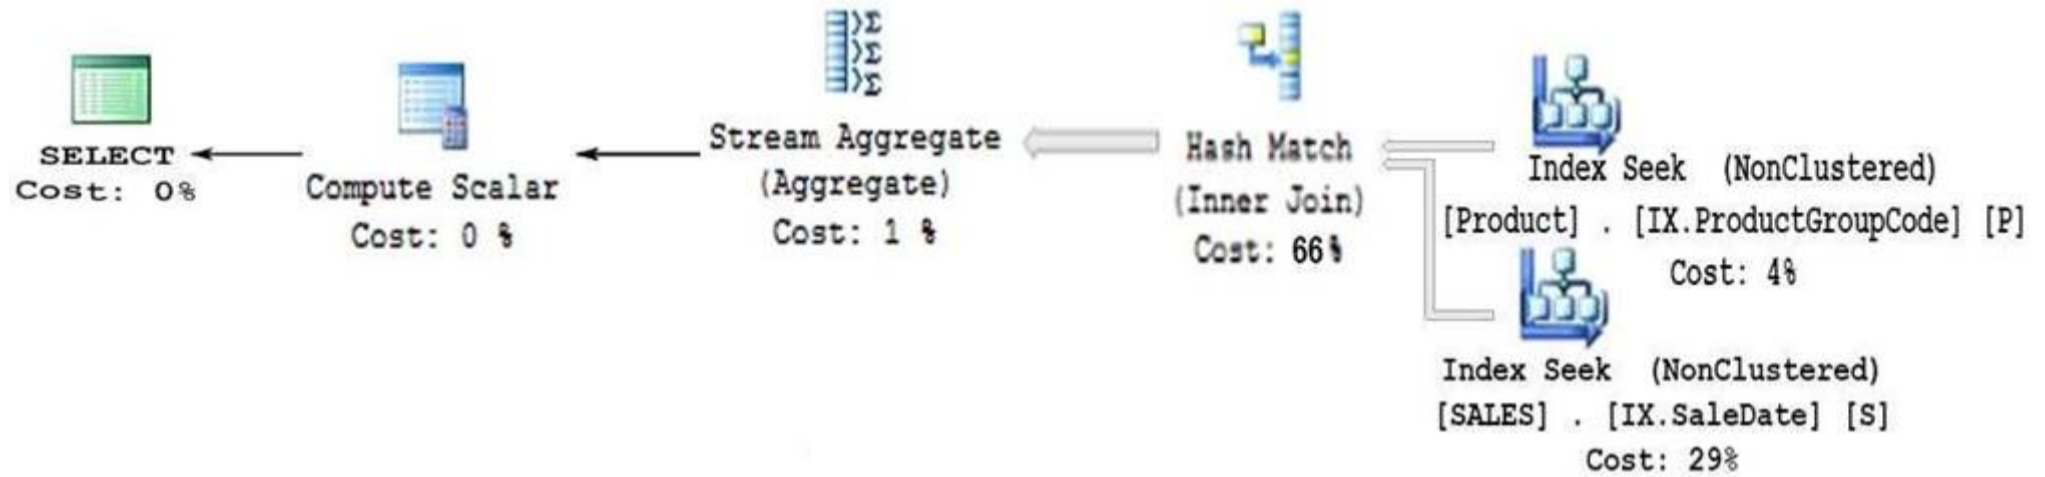 SELECT
Cost: 0%
Compute Scalar
Cost: 0 %
Stream Aggregate
(Aggregate)
Cost: 1 %
Hash Match
(Inner Join)
Cost: 66%
Index Seek (NonClustered)
[Product] . [IX.ProductGroupCode] [P]
Cost: 4%
Index Seek (NonClustered)
[SALES] . [IX.SaleDate] [S]
Cost: 29%